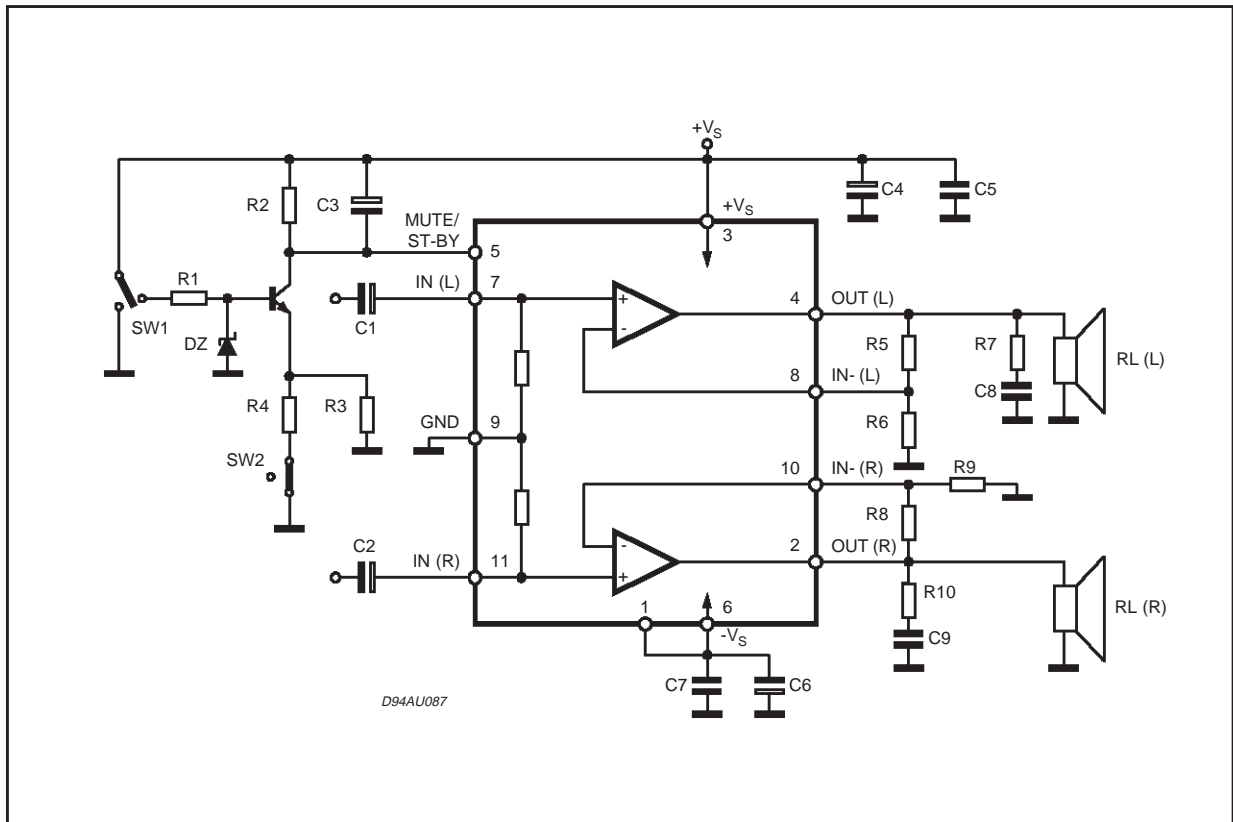 +VS
R2
C3
C4
C5
MUTE/
ST-BY
+VS
3
5
R1
IN (L)
7
4
OUT (L)
SW1
C1
+
-
DZ
R5
R7
RL (L)
8
IN- (L)
C8
R4
R3
GND
9
R6
SW2
10
IN- (R)
R9
R8
C2
IN (R)
11
-
+
2
OUT (R)
R10
RL (R)
1
6
-VS
C9
C7
C6
D94AU087